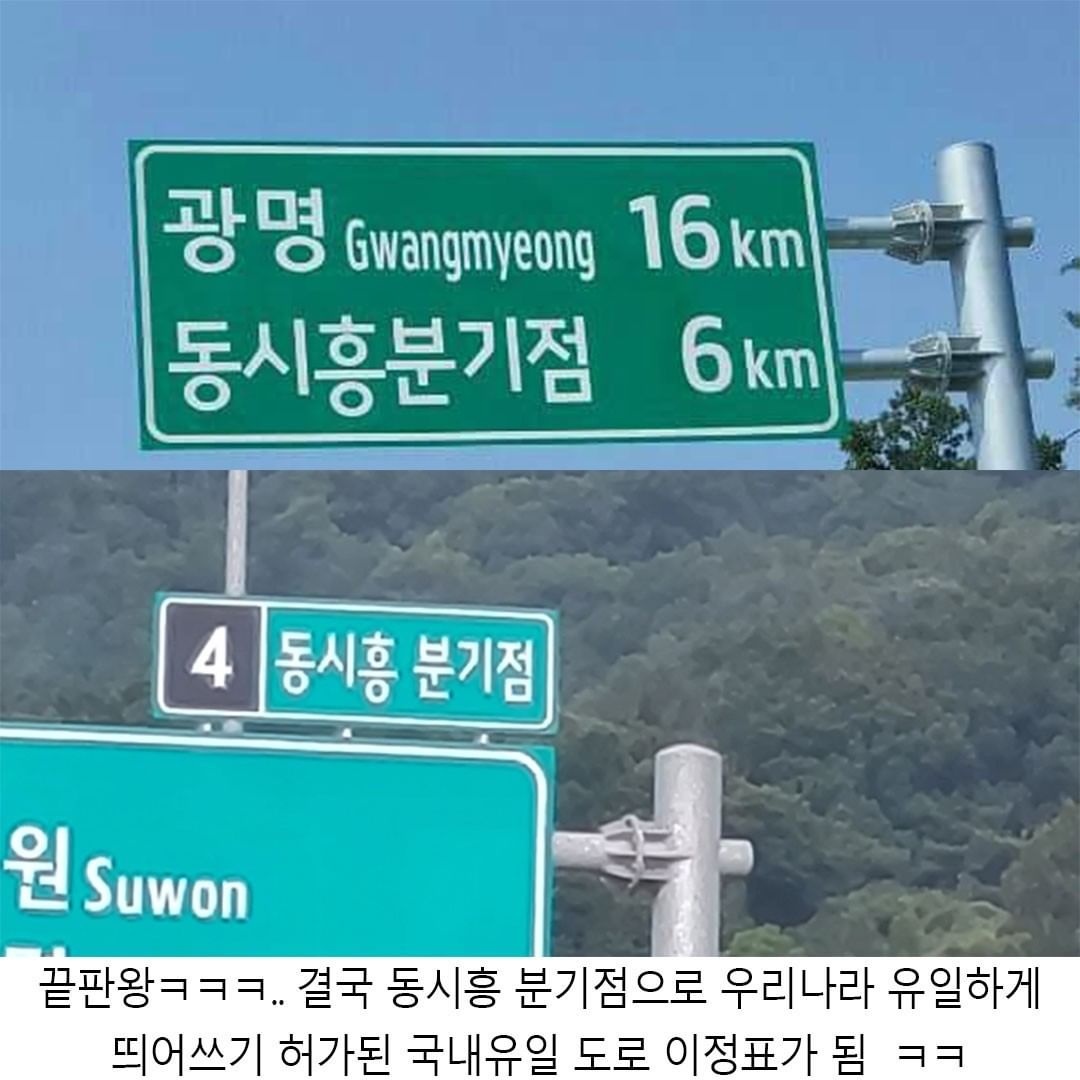 광명 Gwangmyeong 16 km
동시흥분기점 6 km
4 동시흥 분기점
원 Suwon
끝판왕ㅋㅋㅋ.. 결국 동시흥 분기점으로 우리나라 유일하게
띄어쓰기 허가된 국내유일 도로 이정표가 됨 ㅋㅋ